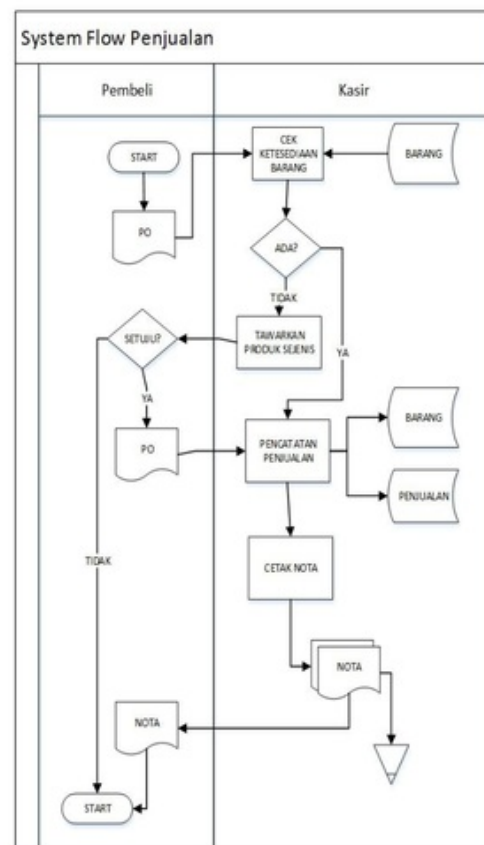 System Flow Penjualan
Pembeli
Kasir
START
CEK
KETESEDIAAN
BARANG
BARANG
PO
ADA?
TIDAK
SETUJU?
TAWARKAN
PRODUK SEJENIS
YA
YA
PO
PENCATATAN
PENJUALAN
BARANG
PENJUALAN
TIDAK
CETAK NOTA
NOTA
NOTA
START